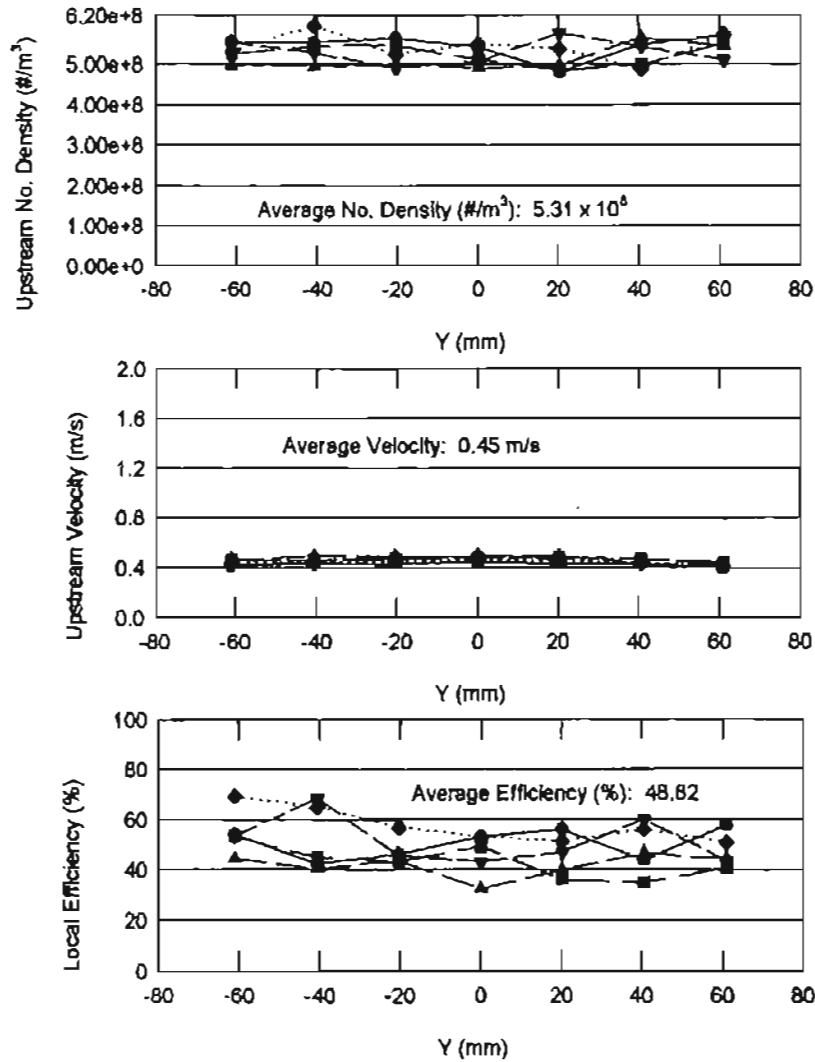 Upstream No. Density (#/m³)
6.20e+8
5.00e+8
4.00e+8
3.00e+8
2.00e+8
1.00e+8
0.00e+0
Average No. Density (#/m³): 5.31 x 10⁸
-80 -60 -40 -20 0 20 40 60 80
Y (mm)
Upstream Velocity (m/s)
2.0
1.6
1.2
0.8
0.4
0.0
Average Velocity: 0.45 m/s
-80 -60 -40 -20 0 20 40 60 80
Y (mm)
Local Efficiency (%)
100
80
60
40
20
0
Average Efficiency (%): 48.82
-80 -60 -40 -20 0 20 40 60 80
Y (mm)